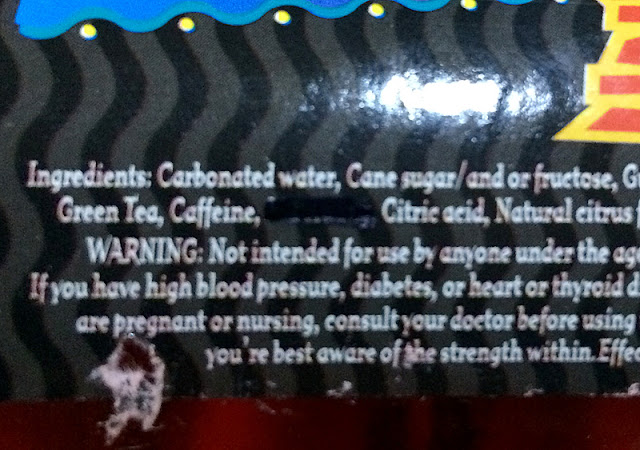 Ingredients: Carbonated water, Cane sugar/and or fructose, G
Green Tea, Caffeine, Citric acid, Natural citrus
WARNING: Not intended for use by anyone under the ag
If you have high blood pressure, diabetes, or heart or thyroid d
are pregnant or nursing, consult your doctor before using
you're best aware of the strength within. Effec